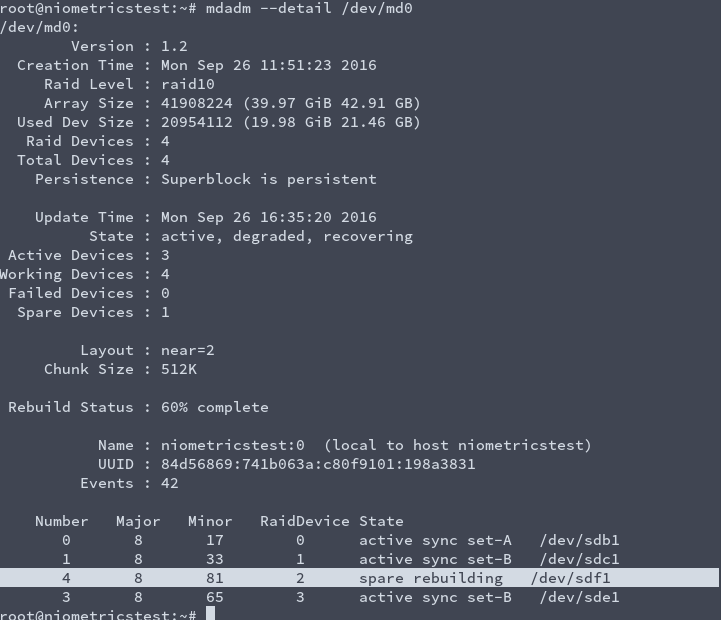 root@niometricstest:~# mdadm --detail /dev/md0
/dev/md0:
Version : 1.2
Creation Time : Mon Sep 26 11:51:23 2016
Raid Level : raid10
Array Size : 41908224 (39.97 GiB 42.91 GB)
Used Dev Size : 20954112 (19.98 GiB 21.46 GB)
Raid Devices : 4
Total Devices : 4
Persistence : Superblock is persistent
Update Time : Mon Sep 26 16:35:20 2016
State : active, degraded, recovering
Active Devices : 3
Working Devices : 4
Failed Devices : 0
Spare Devices : 1
Layout : near=2
Chunk Size : 512K
Rebuild Status : 60% complete
Name : niometricstest:0  (local to host niometricstest)
UUID : 84d56869:741b063a:c80f9101:198a3831
Events : 42
Number   Major   Minor   RaidDevice State
0       8       17        0      active sync set-A   /dev/sdb1
1       8       33        1      active sync set-B   /dev/sdc1
4       8       81        2      spare rebuilding   /dev/sdf1
3       8       65        3      active sync set-B   /dev/sde1
root@niometricstest:~#